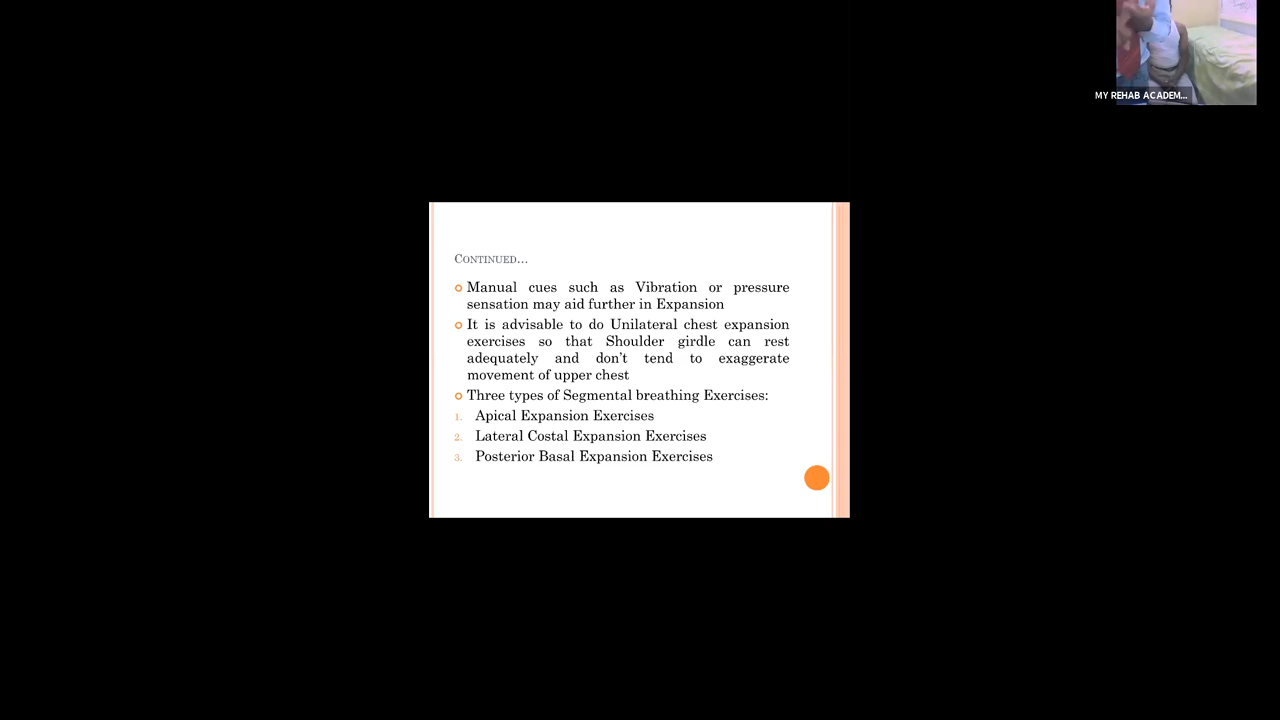 MY REHAB ACADEM...
CONTINUED...
Manual cues such as Vibration or pressure
sensation may aid further in Expansion
It is advisable to do Unilateral chest expansion
exercises so that Shoulder girdle can rest
adequately and don't tend to exaggerate
movement of upper chest
Three types of Segmental breathing Exercises:
1. Apical Expansion Exercises
2. Lateral Costal Expansion Exercises
3. Posterior Basal Expansion Exercises